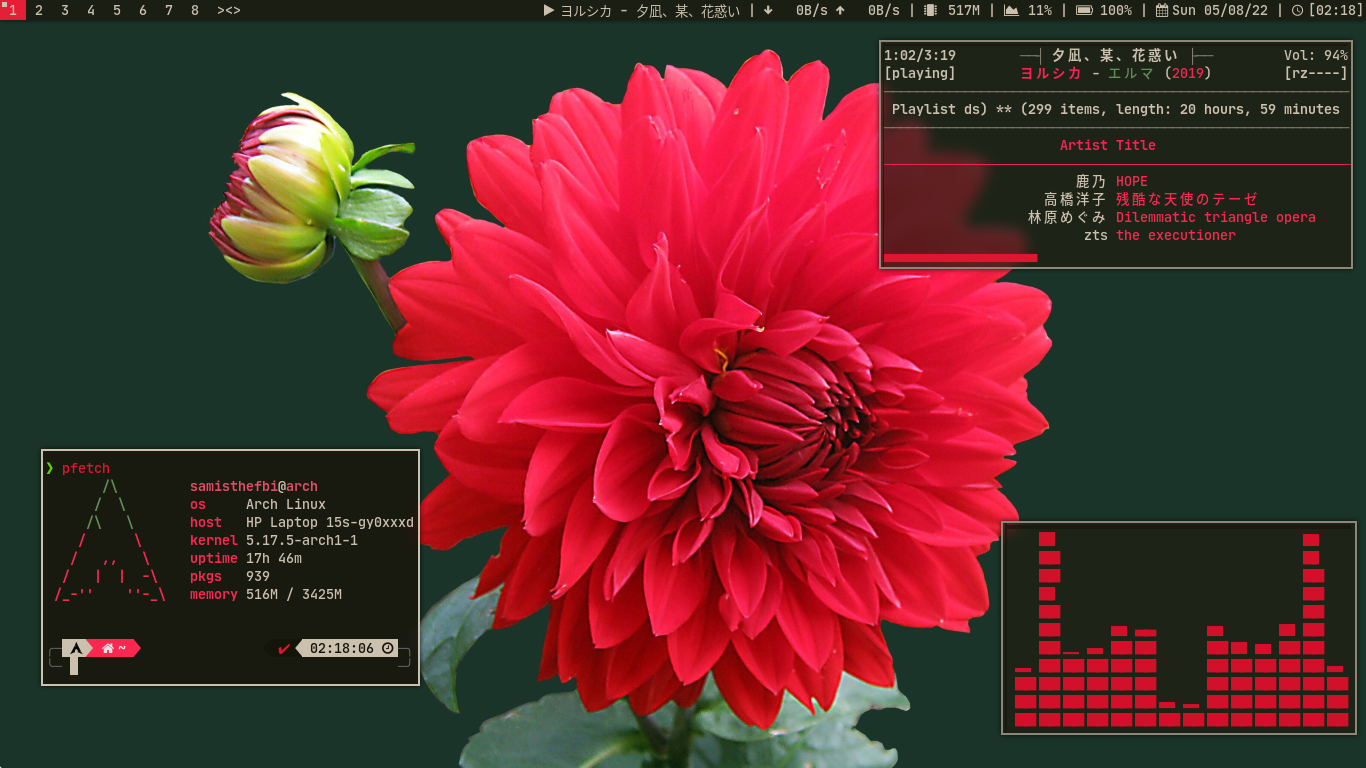 1 2 3 4 5 6 7 8 ><> ヨルシカ - 夕凪、某、花惑い | 0B/s 0B/s | 517M | 11% | 100% | Sun 05/08/22 | [02:18]
1:02/3:19 ──┤ 夕凪、某、花惑い ├── Vol: 94%
[playing] ヨルシカ - エルマ (2019) [rz----]
Playlist ds) ** (299 items, length: 20 hours, 59 minutes
Artist Title
鹿乃 HOPE
高橋洋子 残酷な天使のテーゼ
林原めぐみ Dilemmatic triangle opera
zts the executioner
❯ pfetch
samisthefbi@arch
os Arch Linux
host HP Laptop 15s-gy0xxxd
kernel 5.17.5-arch1-1
uptime 17h 46m
pkgs 939
memory 516M / 3425M
~ ✔ 02:18:06